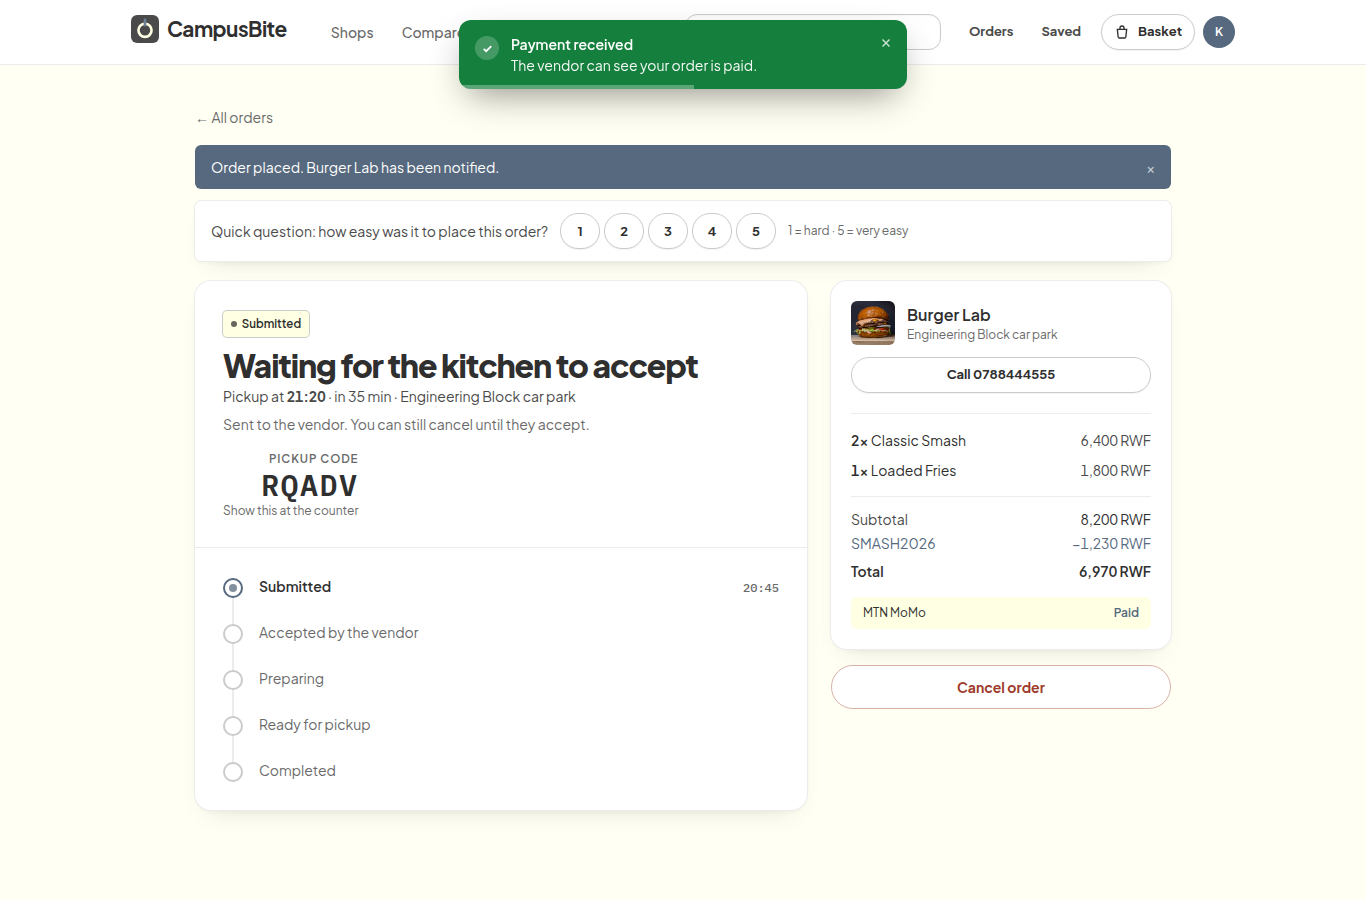 CampusBite
Shops
Compare
Orders
Saved
Basket
K
Payment received
The vendor can see your order is paid.
×
← All orders
Order placed. Burger Lab has been notified.
×
Quick question: how easy was it to place this order?
1
2
3
4
5
1 = hard · 5 = very easy
Submitted
Waiting for the kitchen to accept
Pickup at 21:20 · in 35 min · Engineering Block car park
Sent to the vendor. You can still cancel until they accept.
PICKUP CODE
RQADV
Show this at the counter
Submitted 20:45
Accepted by the vendor
Preparing
Ready for pickup
Completed
Burger Lab
Engineering Block car park
Call 0788444555
2× Classic Smash 6,400 RWF
1× Loaded Fries 1,800 RWF
Subtotal 8,200 RWF
SMASH2026 −1,230 RWF
Total 6,970 RWF
MTN MoMo Paid
Cancel order